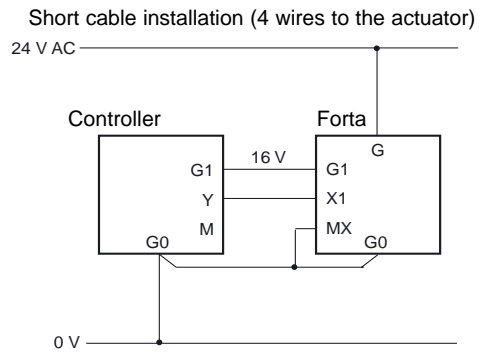 Short cable installation (4 wires to the actuator)
24 V AC
Controller
Forta
G
G1
16 V
G1
Y
X1
M
MX
G0
G0
0 V